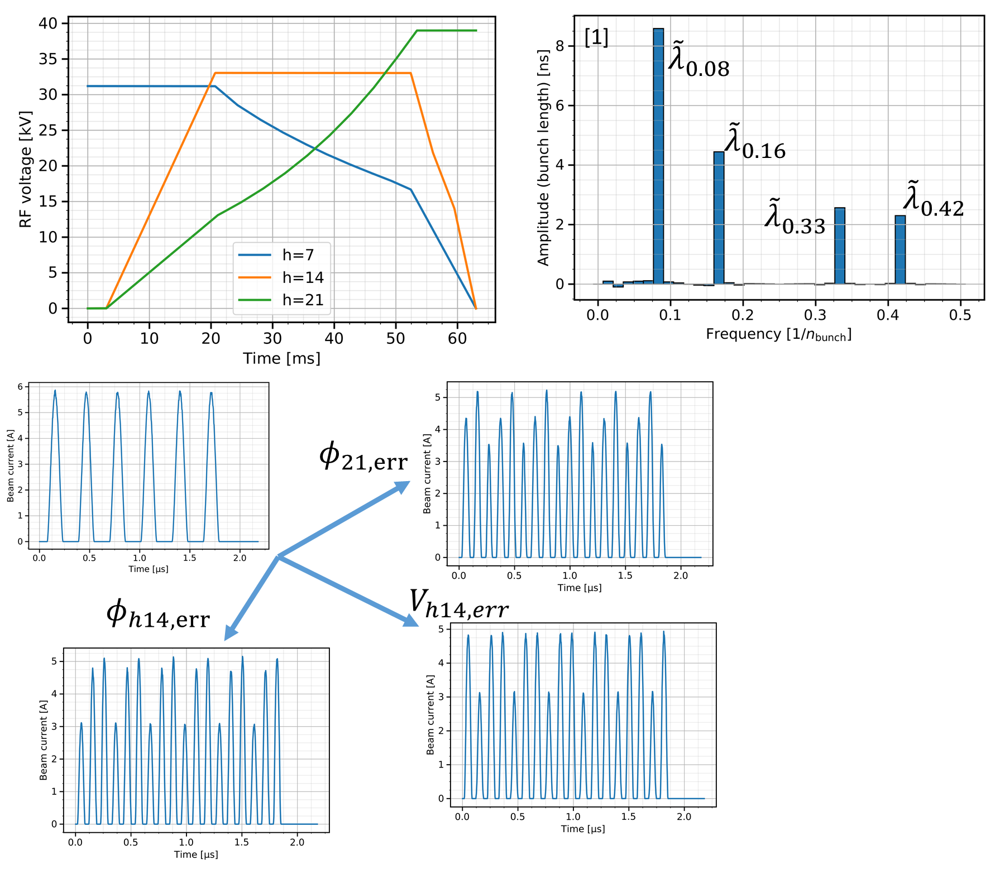 40
35
30
25
20
15
10
5
0
RF voltage [kV]
h=7
h=14
h=21
0 10 20 30 40 50 60
Time [ms]
[1]
8
6
4
2
0
Amplitude (bunch length) [ns]
λ̃0.08
λ̃0.16
λ̃0.33
λ̃0.42
0.0 0.1 0.2 0.3 0.4 0.5
Frequency [1/nbunch]
6
5
4
3
2
1
0
Beam current [A]
0.0 0.5 1.0 1.5 2.0
Time [μs]
ϕ21,err
5
4
3
2
1
0
Beam current [A]
0.0 0.5 1.0 1.5 2.0
Time [μs]
ϕh14,err
5
4
3
2
1
0
Beam current [A]
0.0 0.5 1.0 1.5 2.0
Time [μs]
Vh14,err
5
4
3
2
1
0
Beam current [A]
0.0 0.5 1.0 1.5 2.0
Time [μs]